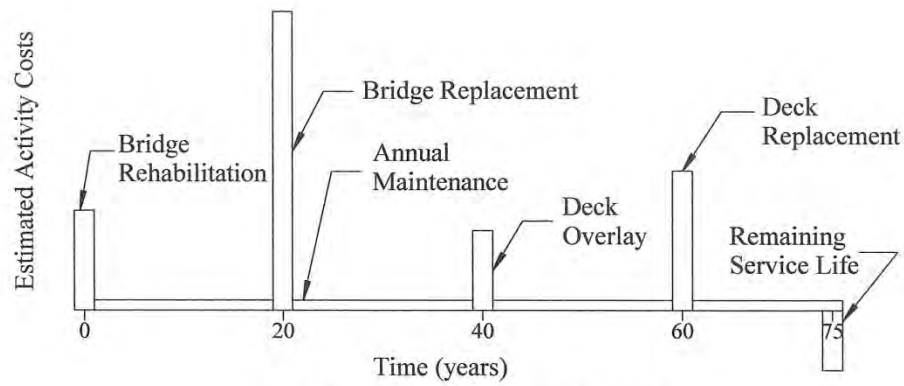 Estimated Activity Costs
Bridge
Rehabilitation
Bridge Replacement
Annual
Maintenance
Deck
Overlay
Deck
Replacement
Remaining
Service Life
0
20
40
60
75
Time (years)